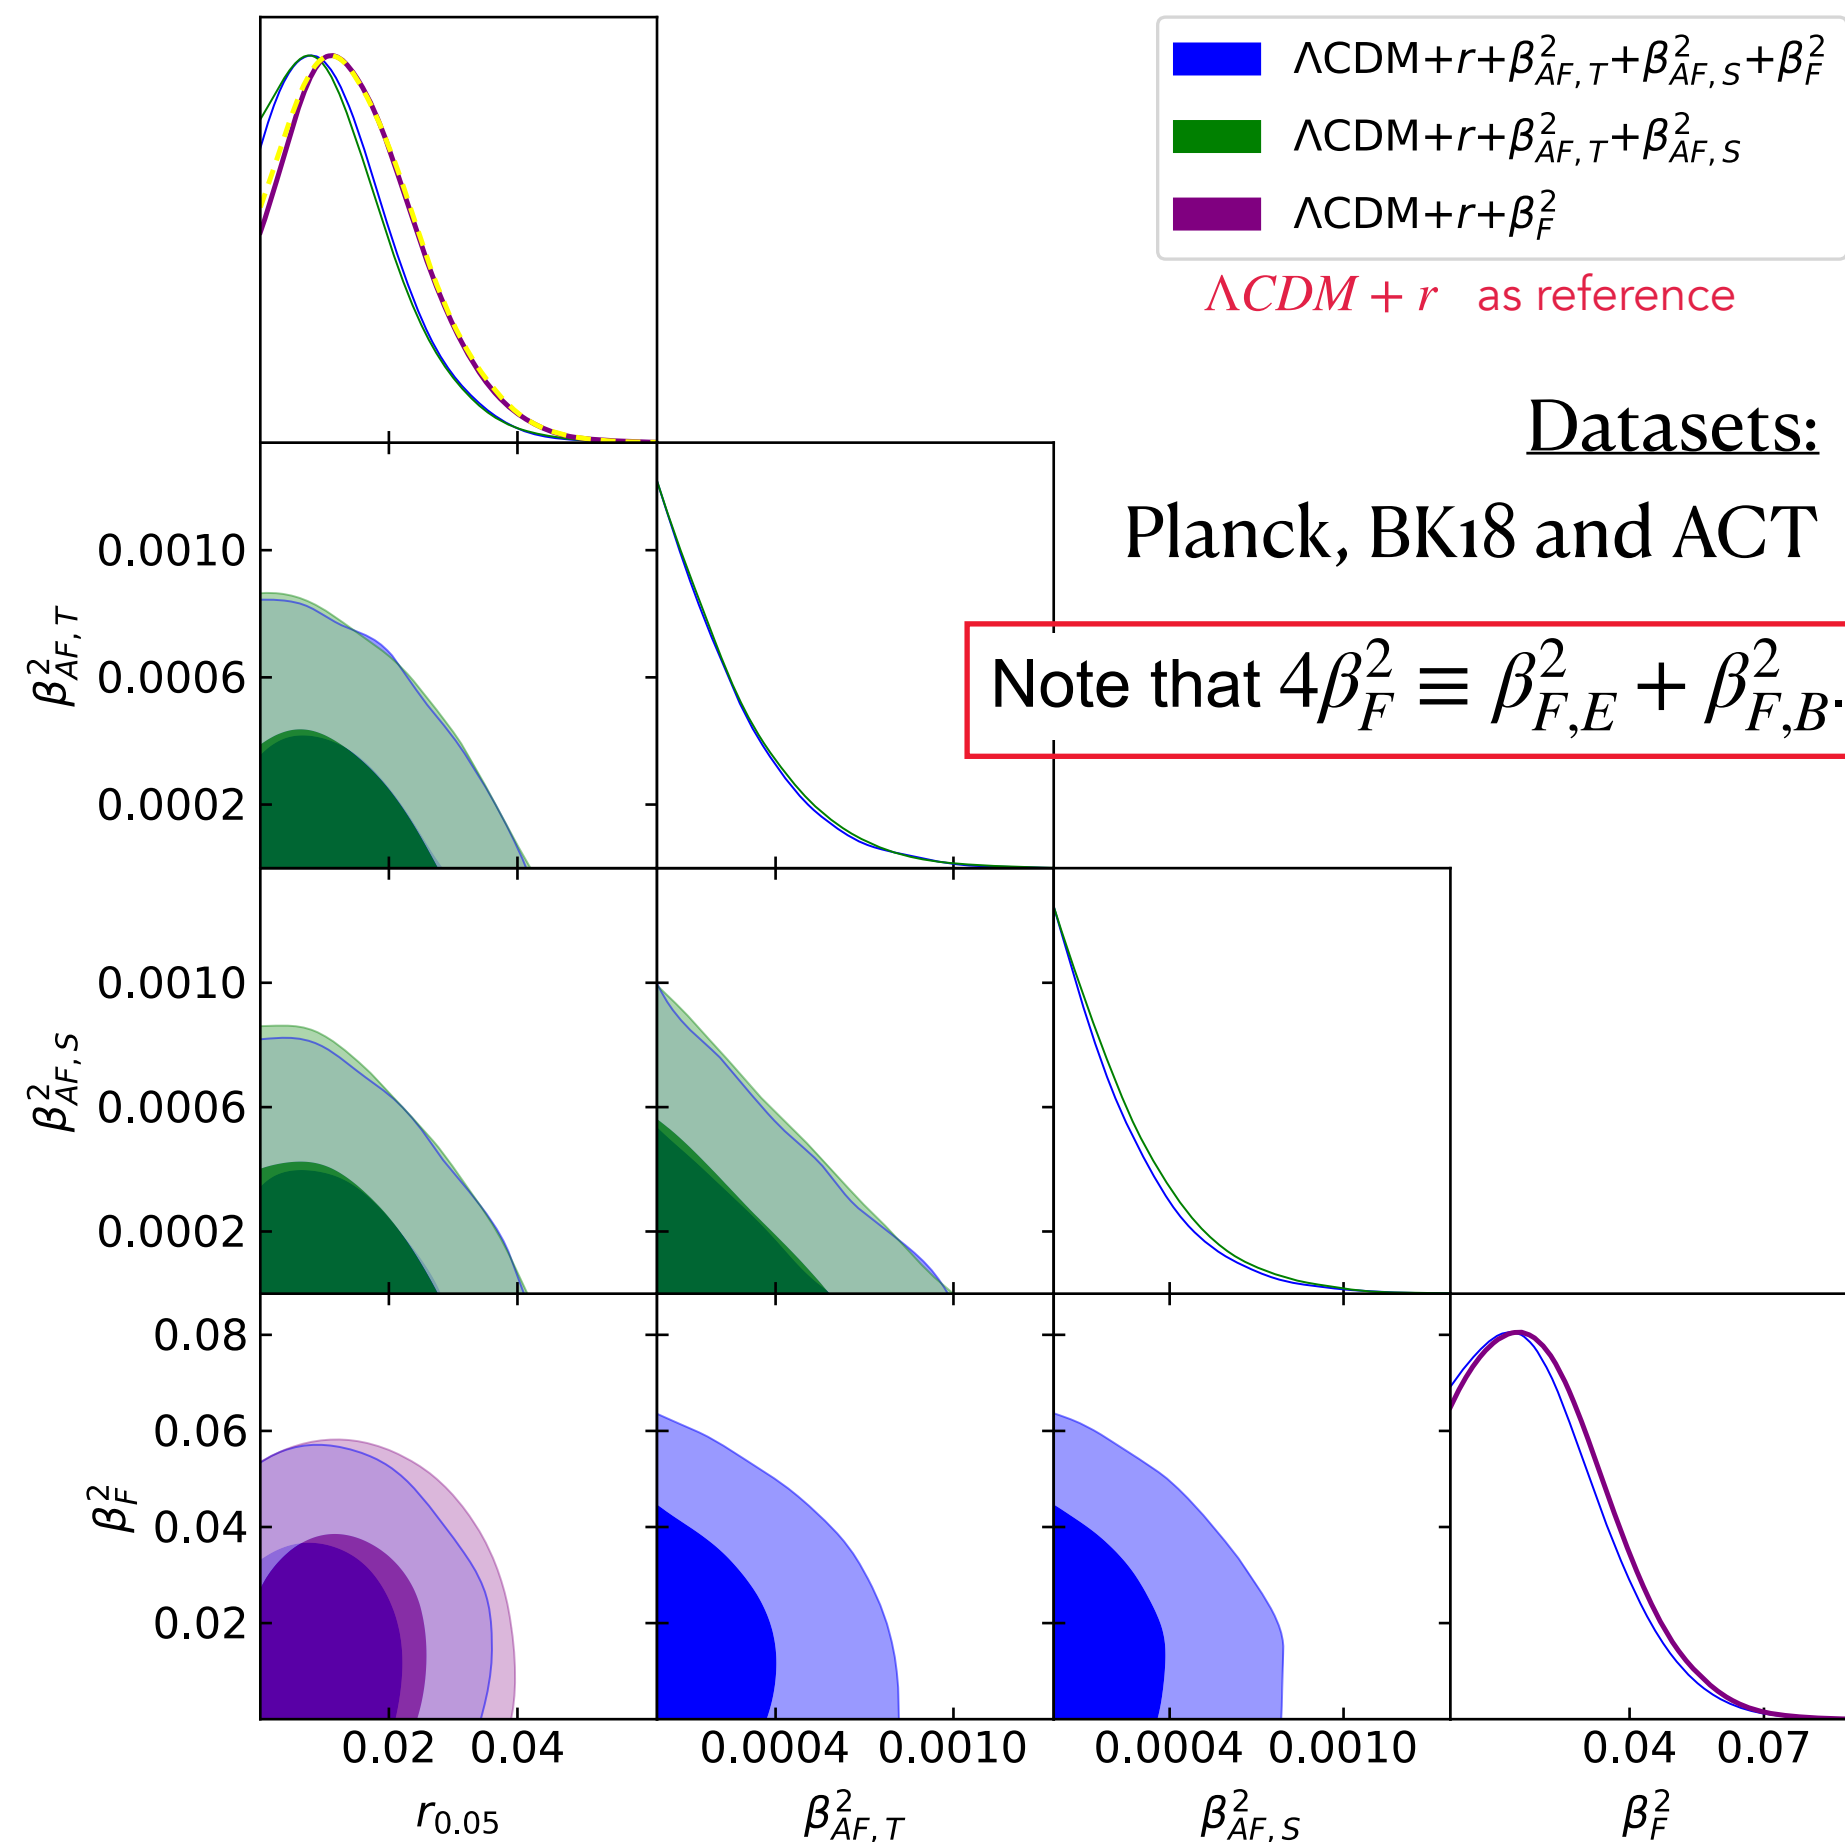 ΛCDM+r+β²_{AF,T}+β²_{AF,S}+β²_F
ΛCDM+r+β²_{AF,T}+β²_{AF,S}
ΛCDM+r+β²_F
ΛCDM + r as reference
Datasets:
Planck, BK18 and ACT
Note that 4β²_F ≡ β²_{F,E} + β²_{F,B}.
0.0010
0.0006
0.0002
β²_{AF,T}
0.0010
0.0006
0.0002
β²_{AF,S}
0.08
0.06
0.04
0.02
β²_F
0.02 0.04 0.0004 0.0010 0.0004 0.0010 0.04 0.07
r_{0.05} β²_{AF,T} β²_{AF,S} β²_F